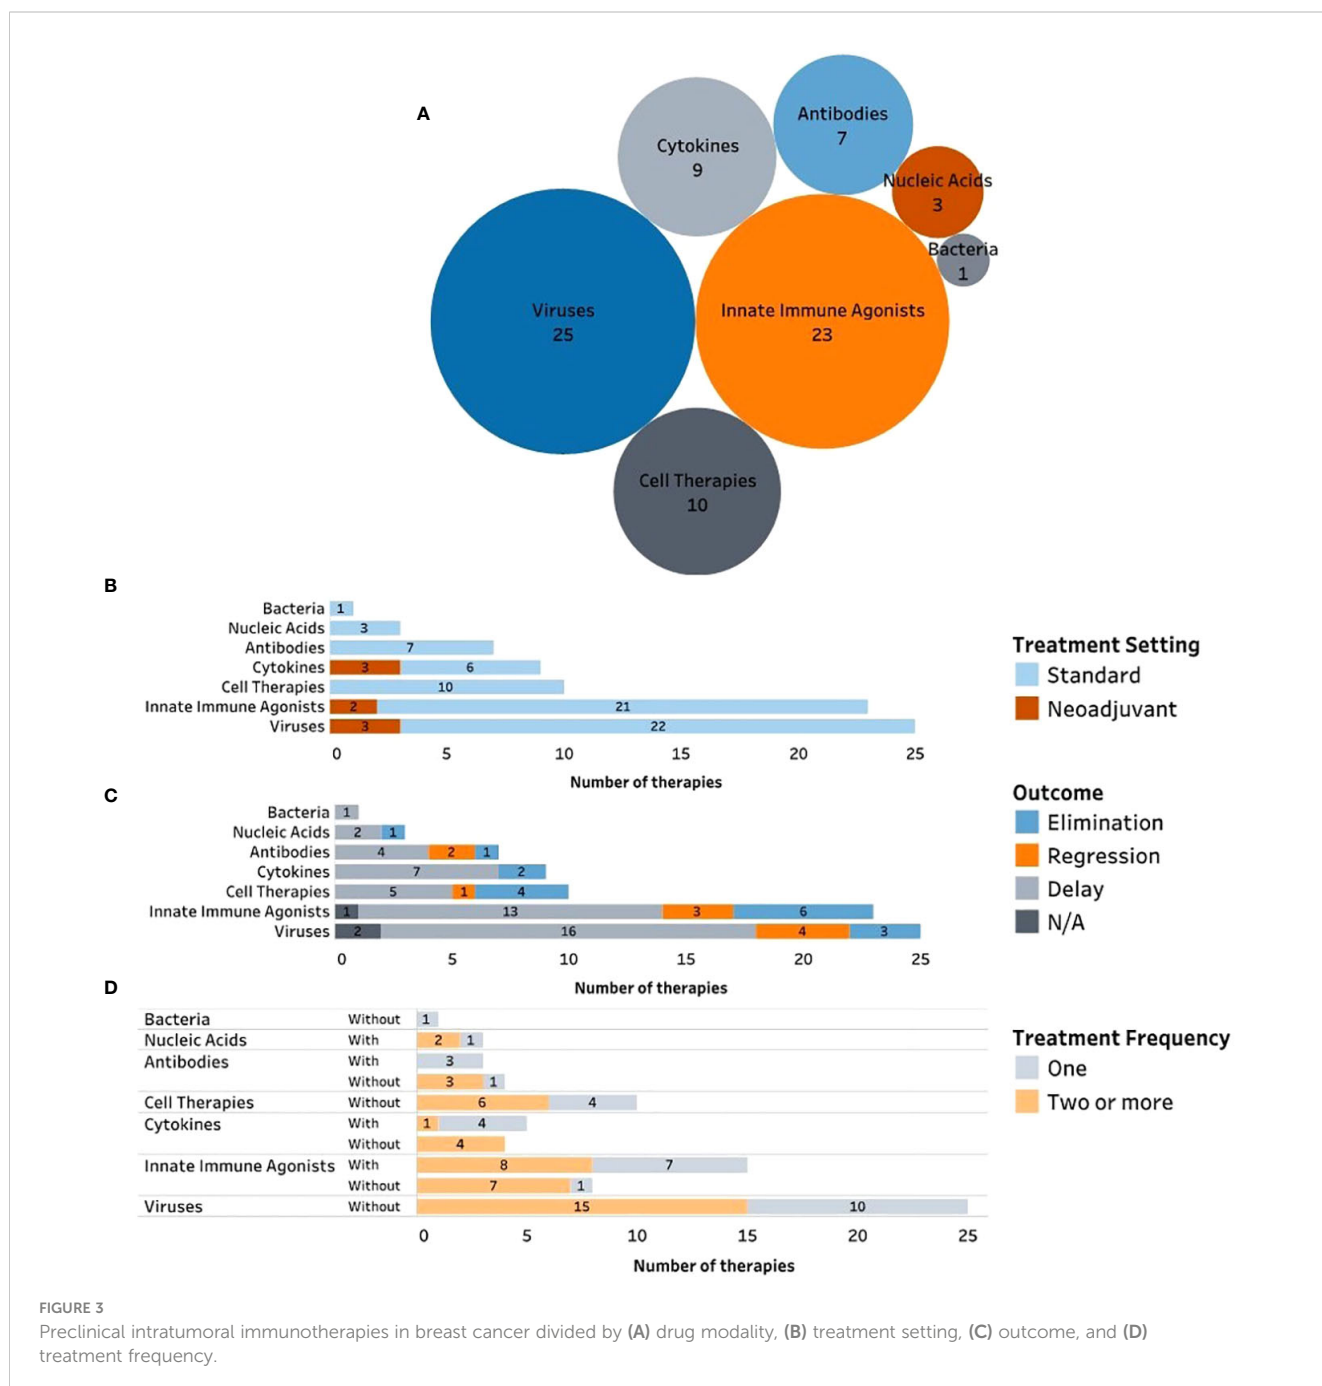 A
Antibodies
7
Cytokines
9
Nucleic Acids
3
Bacteria
1
Viruses
25
Innate Immune Agonists
23
Cell Therapies
10
B
Bacteria 1
Nucleic Acids 3
Antibodies 7
Cytokines 3 6
Cell Therapies 10
Innate Immune Agonists 2 21
Viruses 3 22
0 5 10 15 20 25
Number of therapies
Treatment Setting
Standard
Neoadjuvant
C
Bacteria 1
Nucleic Acids 2 1
Antibodies 4 2 1
Cytokines 7 2
Cell Therapies 5 1 4
Innate Immune Agonists 1 13 3 6
Viruses 2 16 4 3
0 5 10 15 20 25
Number of therapies
Outcome
Elimination
Regression
Delay
N/A
D
Bacteria Without 1
Nucleic Acids With 2 1
Antibodies With 3
Without 3 1
Cell Therapies Without 6 4
Cytokines With 1 4
Without 4
Innate Immune Agonists With 8 7
Without 7 1
Viruses Without 15 10
0 5 10 15 20 25
Number of therapies
Treatment Frequency
One
Two or more
FIGURE 3
Preclinical intratumoral immunotherapies in breast cancer divided by (A) drug modality, (B) treatment setting, (C) outcome, and (D)
treatment frequency.